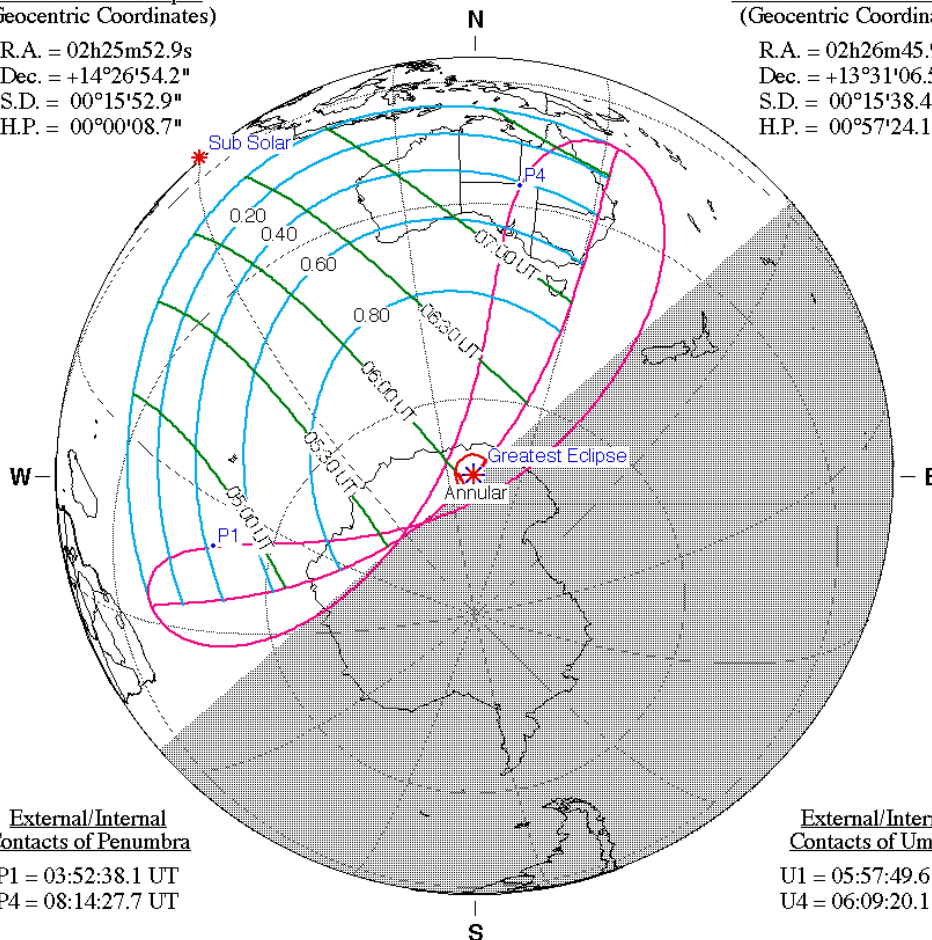 Geocentric Coordinates)
R.A. = 02h25m52.9s
Dec. = +14°26'54.2"
S.D. = 00°15'52.9"
H.P. = 00°00'08.7"
N
(Geocentric Coordina
R.A. = 02h26m45.9
Dec. = +13°31'06.5
S.D. = 00°15'38.4
H.P. = 00°57'24.1
Sub Solar
P4
0.20
0.40
0.60
0.80
07:00 UT
06:30 UT
06:00 UT
05:30 UT
05:00 UT
W
E
Greatest Eclipse
Annular
P1
External/Internal
Contacts of Penumbra
P1 = 03:52:38.1 UT
P4 = 08:14:27.7 UT
External/Intern
Contacts of Um
U1 = 05:57:49.6
U4 = 06:09:20.1
S